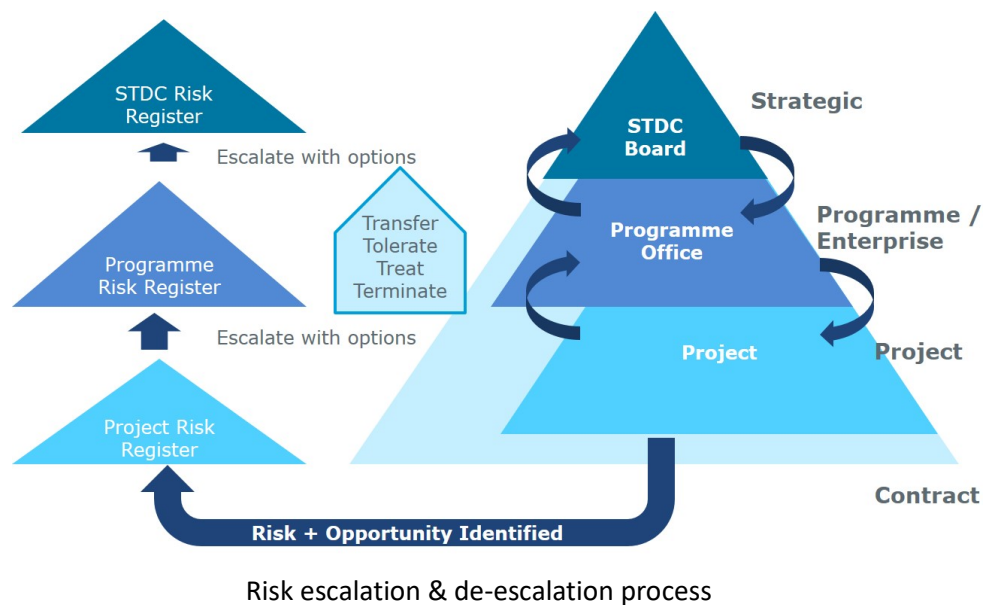 STDC Risk
Register
Escalate with options
Programme
Risk Register
Escalate with options
Project Risk
Register
Transfer
Tolerate
Treat
Terminate
STDC
Board
Strategic
Programme
Office
Programme /
Enterprise
Project
Project
Contract
Risk + Opportunity Identified
Risk escalation & de-escalation process